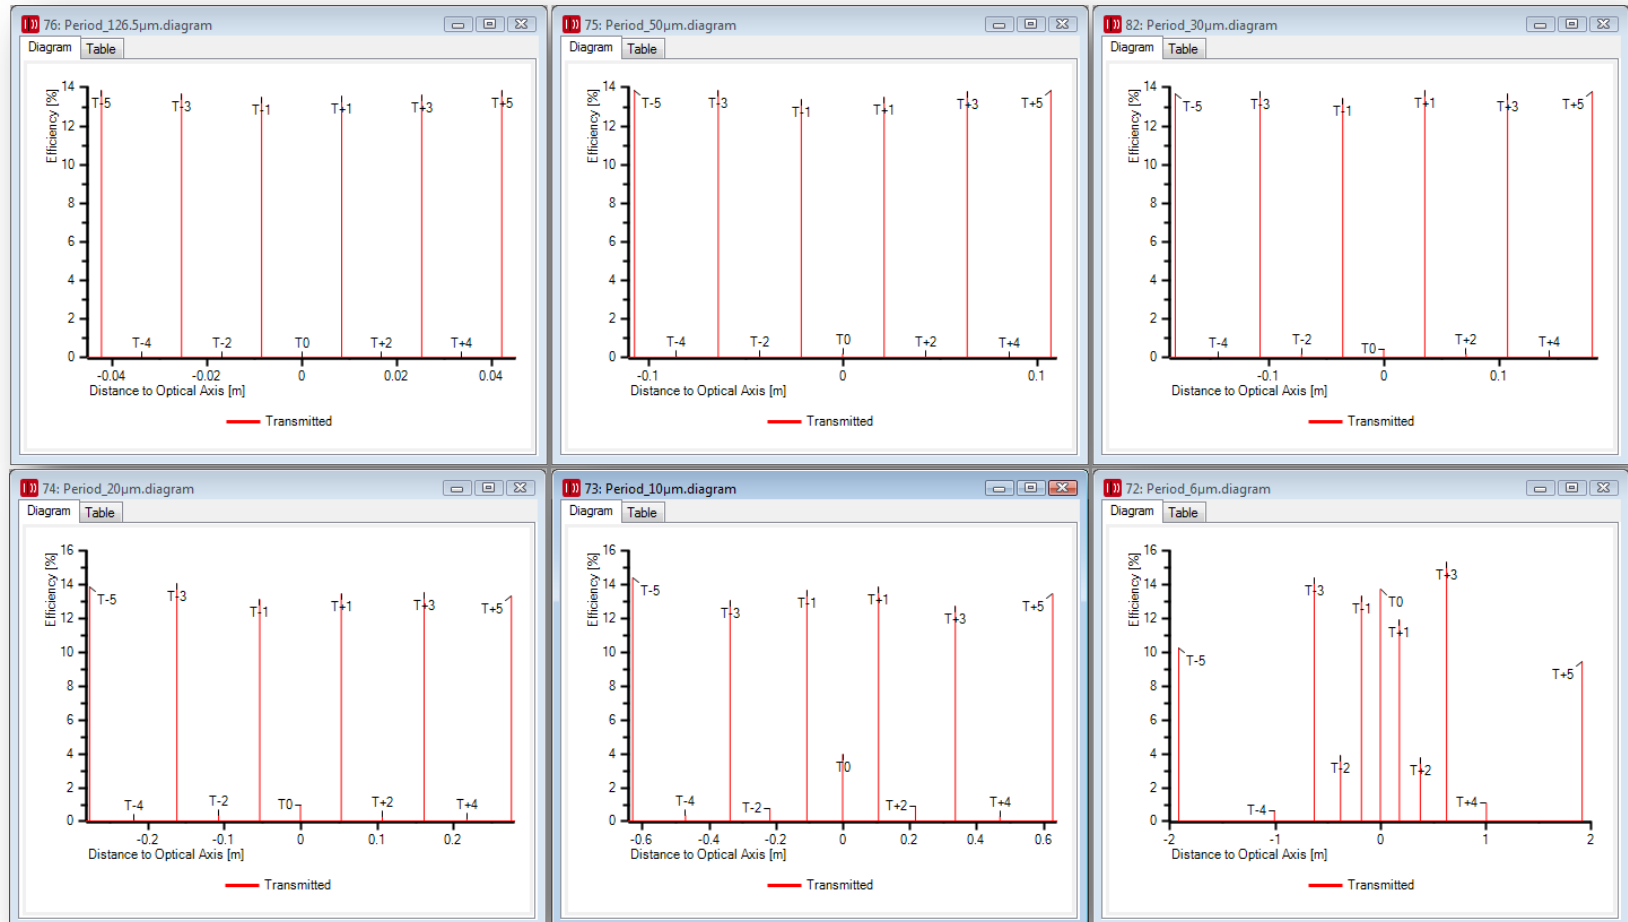 76: Period_126.5µm.diagram
Diagram Table
Efficiency [%]
14
12
10
8
6
4
2
0
T-5 T-3 T-1 T+1 T+3 T+5
T-4 T-2 T0 T+2 T+4
-0.04 -0.02 0 0.02 0.04
Distance to Optical Axis [m]
Transmitted
75: Period_50µm.diagram
Diagram Table
Efficiency [%]
14
12
10
8
6
4
2
0
T-5 T-3 T-1 T+1 T+3 T+5
T-4 T-2 T0 T+2 T+4
-0.1 0 0.1
Distance to Optical Axis [m]
Transmitted
82: Period_30µm.diagram
Diagram Table
Efficiency [%]
14
12
10
8
6
4
2
0
T-5 T-3 T-1 T+1 T+3 T+5
T-4 T-2 T0 T+2 T+4
-0.1 0 0.1
Distance to Optical Axis [m]
Transmitted
74: Period_20µm.diagram
Diagram Table
Efficiency [%]
16
14
12
10
8
6
4
2
0
T-5 T-3 T-1 T+1 T+3 T+5
T-4 T-2 T0 T+2 T+4
-0.2 -0.1 0 0.1 0.2
Distance to Optical Axis [m]
Transmitted
73: Period_10µm.diagram
Diagram Table
Efficiency [%]
16
14
12
10
8
6
4
2
0
T-5 T-3 T-1 T+1 T+3 T+5
T-4 T-2 T0 T+2 T+4
-0.6 -0.4 -0.2 0 0.2 0.4 0.6
Distance to Optical Axis [m]
Transmitted
72: Period_6µm.diagram
Diagram Table
Efficiency [%]
16
14
12
10
8
6
4
2
0
T-5 T-3 T-1 T0 T+1 T+3 T+5
T-4 T-2 T+2 T+4
-2 -1 0 1 2
Distance to Optical Axis [m]
Transmitted